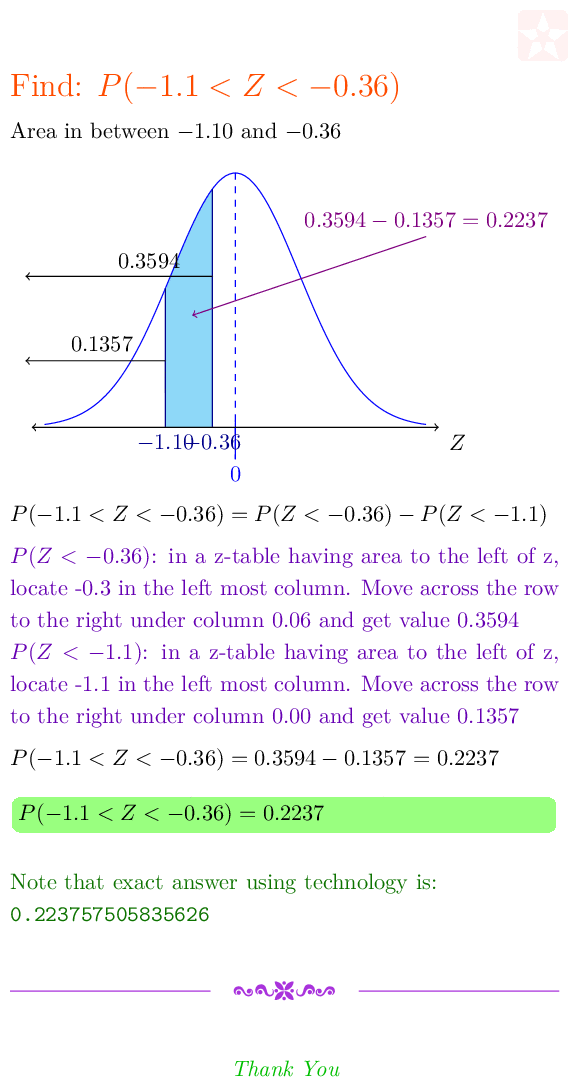 Find: P(−1.1 < Z < −0.36)
Area in between −1.10 and −0.36
0.3594 − 0.1357 = 0.2237
0.3594
0.1357
−1.10
−0.36
Z
0
P(−1.1 < Z < −0.36) = P(Z < −0.36) − P(Z < −1.1)
P(Z < −0.36): in a z-table having area to the left of z,
locate -0.3 in the left most column. Move across the row
to the right under column 0.06 and get value 0.3594
P(Z < −1.1): in a z-table having area to the left of z,
locate -1.1 in the left most column. Move across the row
to the right under column 0.00 and get value 0.1357
P(−1.1 < Z < −0.36) = 0.3594 − 0.1357 = 0.2237
P(−1.1 < Z < −0.36) = 0.2237
Note that exact answer using technology is:
0.223757505835626
Thank You